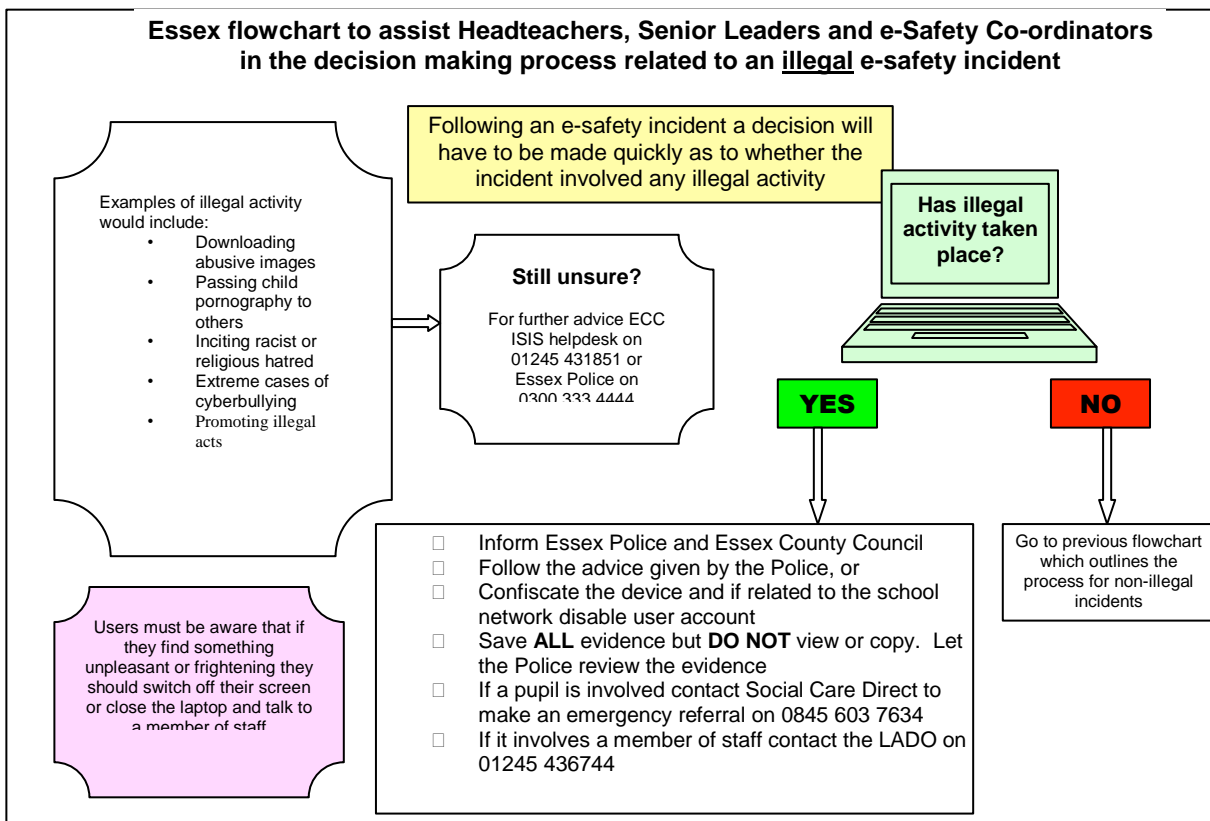 Essex flowchart to assist Headteachers, Senior Leaders and e-Safety Co-ordinators
in the decision making process related to an illegal e-safety incident
Following an e-safety incident a decision will
have to be made quickly as to whether the
incident involved any illegal activity
Examples of illegal activity
would include:
• Downloading
abusive images
• Passing child
pornography to
others
• Inciting racist or
religious hatred
• Extreme cases of
cyberbullying
• Promoting illegal
acts
Still unsure?
For further advice ECC
ISIS helpdesk on
01245 431851 or
Essex Police on
0300 333 4444
Has illegal
activity taken
place?
YES
NO
Inform Essex Police and Essex County Council
Follow the advice given by the Police, or
Confiscate the device and if related to the school
network disable user account
Save ALL evidence but DO NOT view or copy. Let
the Police review the evidence
If a pupil is involved contact Social Care Direct to
make an emergency referral on 0845 603 7634
If it involves a member of staff contact the LADO on
01245 436744
Go to previous flowchart
which outlines the
process for non-illegal
incidents
Users must be aware that if
they find something
unpleasant or frightening they
should switch off their screen
or close the laptop and talk to
a member of staff